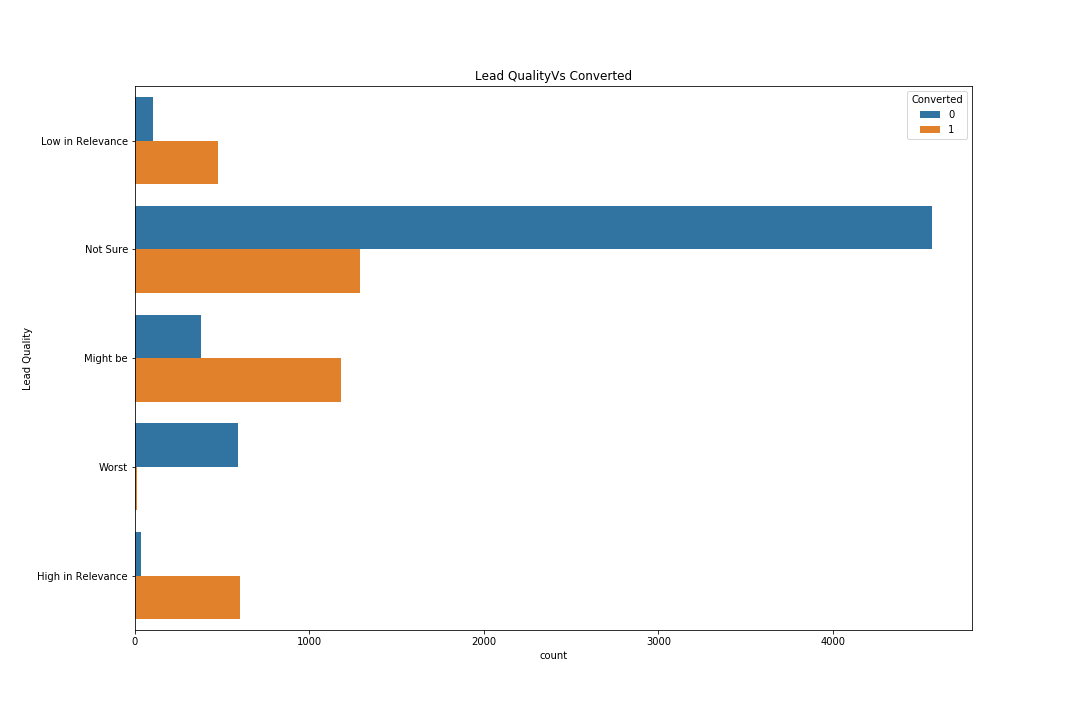 Lead QualityVs Converted
Converted
0
1
Lead Quality
Low in Relevance
Not Sure
Might be
Worst
High in Relevance
0 1000 2000 3000 4000
count